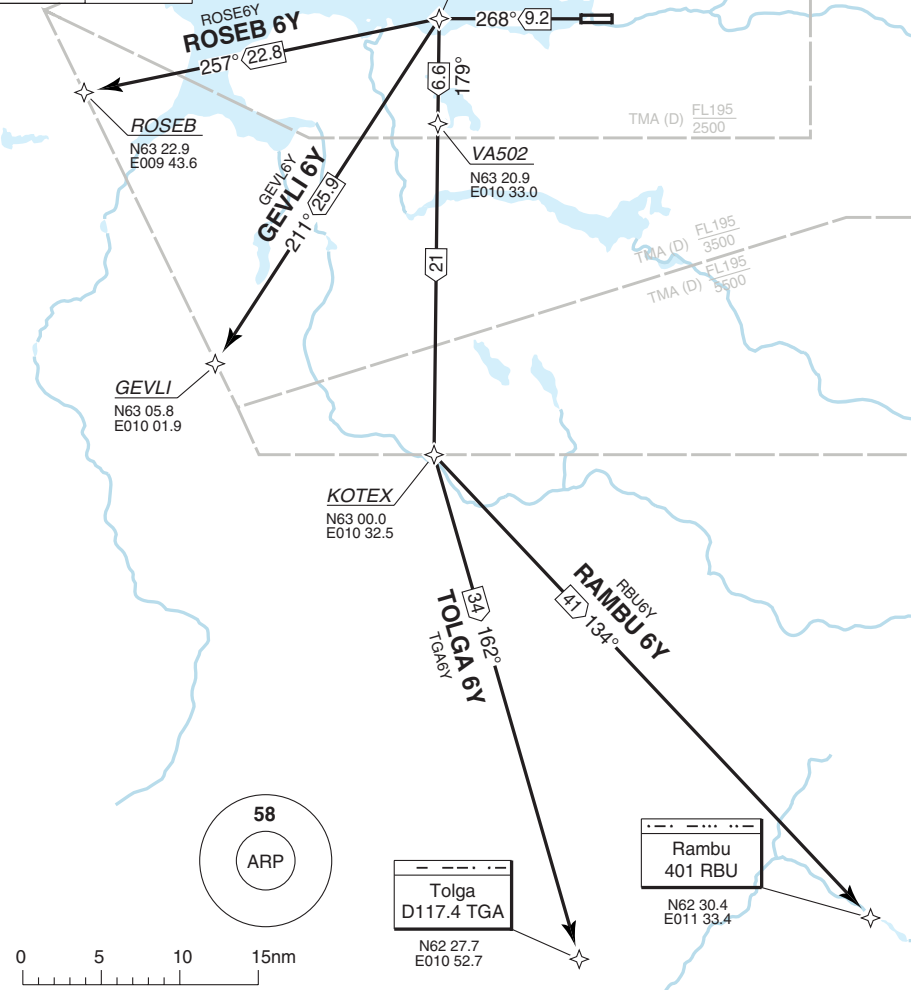 ROSE6Y
ROSEB 6Y
257° 22.8
268° 9.2
6.6
179°
ROSEB
N63 22.9
E009 43.6
TMA (D) FL195
2500
VA502
N63 20.9
E010 33.0
GEVL6Y
GEVLI 6Y
211° 25.9
21
TMA (D) FL195
3500
TMA (D) FL195
5500
GEVLI
N63 05.8
E010 01.9
KOTEX
N63 00.0
E010 32.5
34 162°
TOLGA 6Y
TGA6Y
RBU6Y
RAMBU 6Y
41 134°
58
ARP
Rambu
401 RBU
N62 30.4
E011 33.4
Tolga
D117.4 TGA
N62 27.7
E010 52.7
0 5 10 15nm